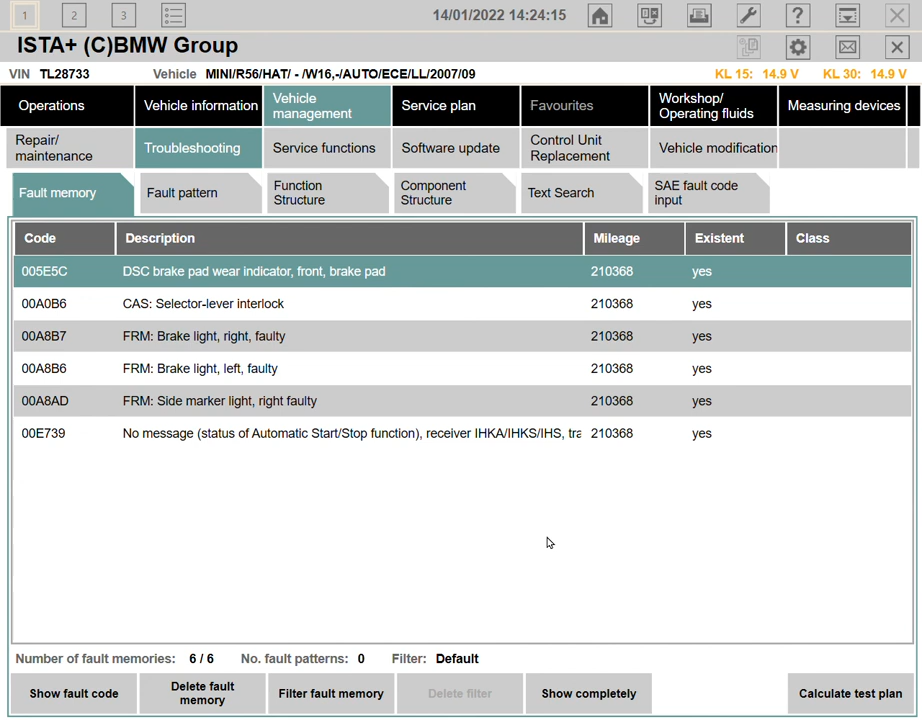 1 2 3 14/01/2022 24:24:15
ISTA+ (C)BMW Group
VIN TL28733 Vehicle MINI/R56/HAT/ - /W16,-/AUTO/ECE/LL/2007/09 KL 15: 14.9 V KL 30: 14.9 V
Operations Vehicle information Vehicle management Service plan Favourites Workshop/ Operating fluids Measuring devices
Repair/ maintenance Troubleshooting Service functions Software update Control Unit Replacement Vehicle modification
Fault memory Fault pattern Function Structure Component Structure Text Search SAE fault code input
Code Description Mileage Existent Class
005E5C DSC brake pad wear indicator, front, brake pad 210368 yes
00A0B6 CAS: Selector-lever interlock 210368 yes
00A8B7 FRM: Brake light, right, faulty 210368 yes
00A8B6 FRM: Brake light, left, faulty 210368 yes
00A8AD FRM: Side marker light, right faulty 210368 yes
00E739 No message (status of Automatic Start/Stop function), receiver IHKA/IHKS/IHS, tra 210368 yes
Number of fault memories: 6 / 6 No. fault patterns: 0 Filter: Default
Show fault code Delete fault memory Filter fault memory Delete filter Show completely Calculate test plan